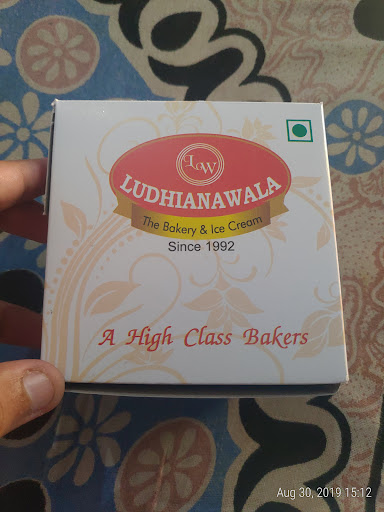 LW
LUDHIANAWALA
The Bakery & Ice Cream
Since 1992
A High Class Bakers
Aug 30, 2019 15:12